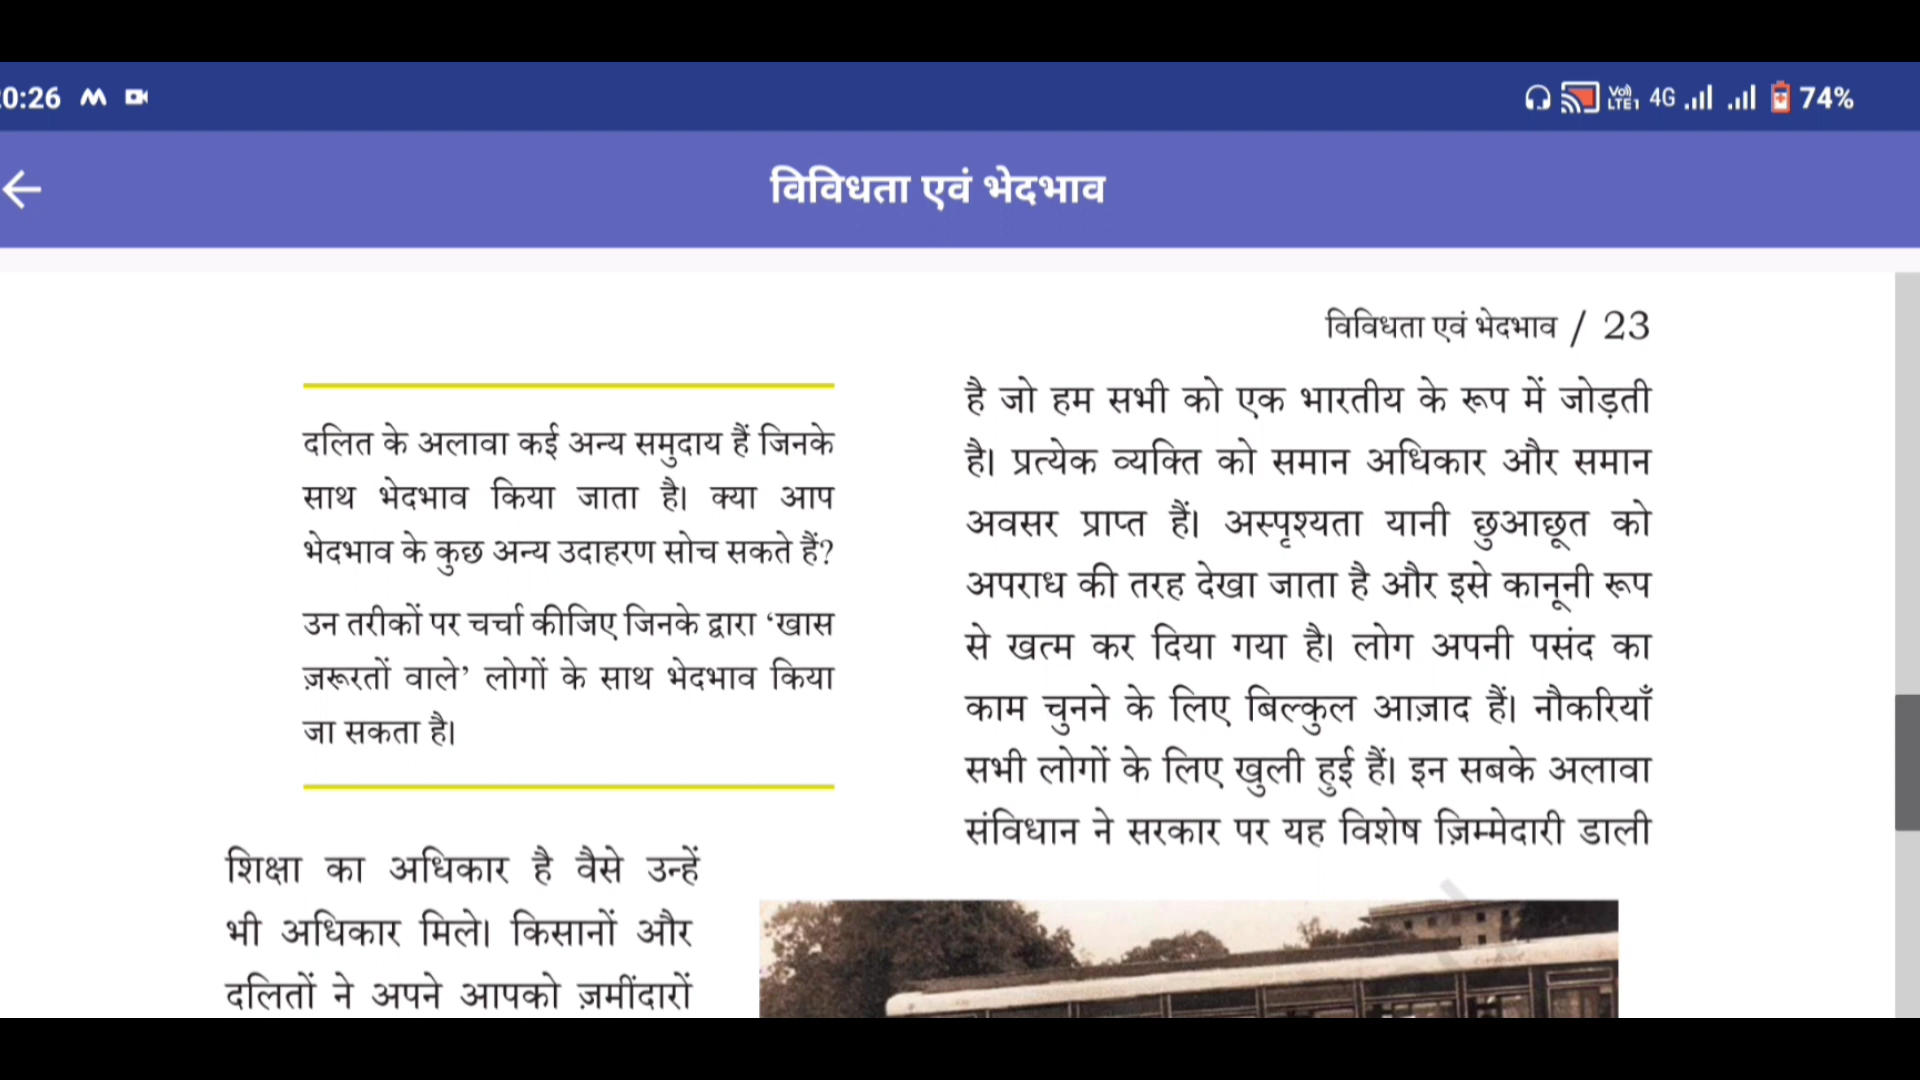 0:26
Vo)
LTE1
4G
74%
विविधता एवं भेदभाव
विविधता एवं भेदभाव / 23
दलित के अलावा कई अन्य समुदाय हैं जिनके
साथ भेदभाव किया जाता है। क्या आप
भेदभाव के कुछ अन्य उदाहरण सोच सकते हैं?
उन तरीकों पर चर्चा कीजिए जिनके द्वारा ‘खास
ज़रूरतों वाले’ लोगों के साथ भेदभाव किया
जा सकता है।
शिक्षा का अधिकार है वैसे उन्हें
भी अधिकार मिले। किसानों और
दलितों ने अपने आपको ज़मींदारों
है जो हम सभी को एक भारतीय के रूप में जोड़ती
है। प्रत्येक व्यक्ति को समान अधिकार और समान
अवसर प्राप्त हैं। अस्पृश्यता यानी छुआछूत को
अपराध की तरह देखा जाता है और इसे कानूनी रूप
से खत्म कर दिया गया है। लोग अपनी पसंद का
काम चुनने के लिए बिल्कुल आज़ाद हैं। नौकरियाँ
सभी लोगों के लिए खुली हुई हैं। इन सबके अलावा
संविधान ने सरकार पर यह विशेष ज़िम्मेदारी डाली